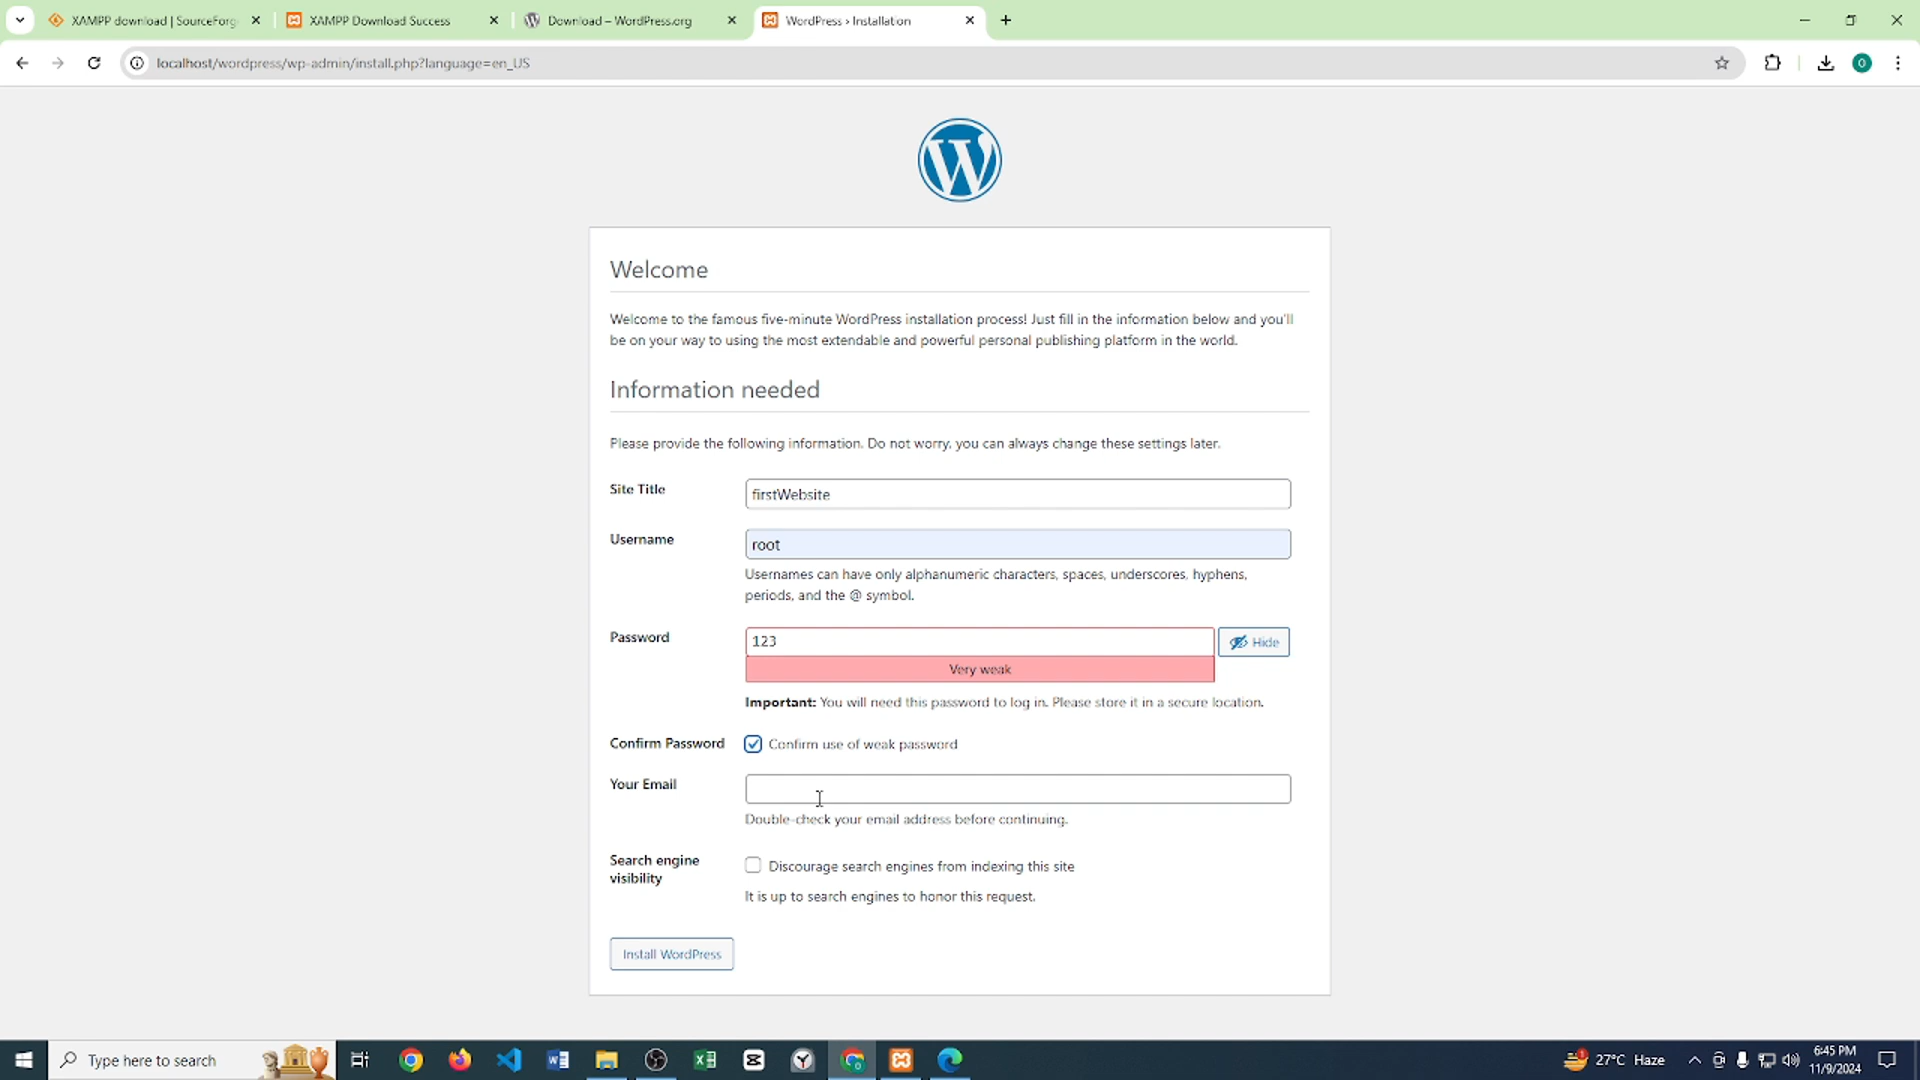 XAMPP download | SourceForg
XAMPP Download Success
Download – WordPress.org
WordPress › Installation
localhost/wordpress/wp-admin/install.php?language=en_US
O
W
Welcome
Welcome to the famous five-minute WordPress installation process! Just fill in the information below and you'll
be on your way to using the most extendable and powerful personal publishing platform in the world.
Information needed
Please provide the following information. Do not worry, you can always change these settings later.
Site Title
firstWebsite
Username
root
Usernames can have only alphanumeric characters, spaces, underscores, hyphens,
periods, and the @ symbol.
Password
123
Hide
Very weak
Important: You will need this password to log in. Please store it in a secure location.
Confirm Password
Confirm use of weak password
Your Email
Double-check your email address before continuing.
Search engine
visibility
Discourage search engines from indexing this site
It is up to search engines to honor this request.
Install WordPress
Type here to search
27°C Haze
6:45 PM
11/9/2024